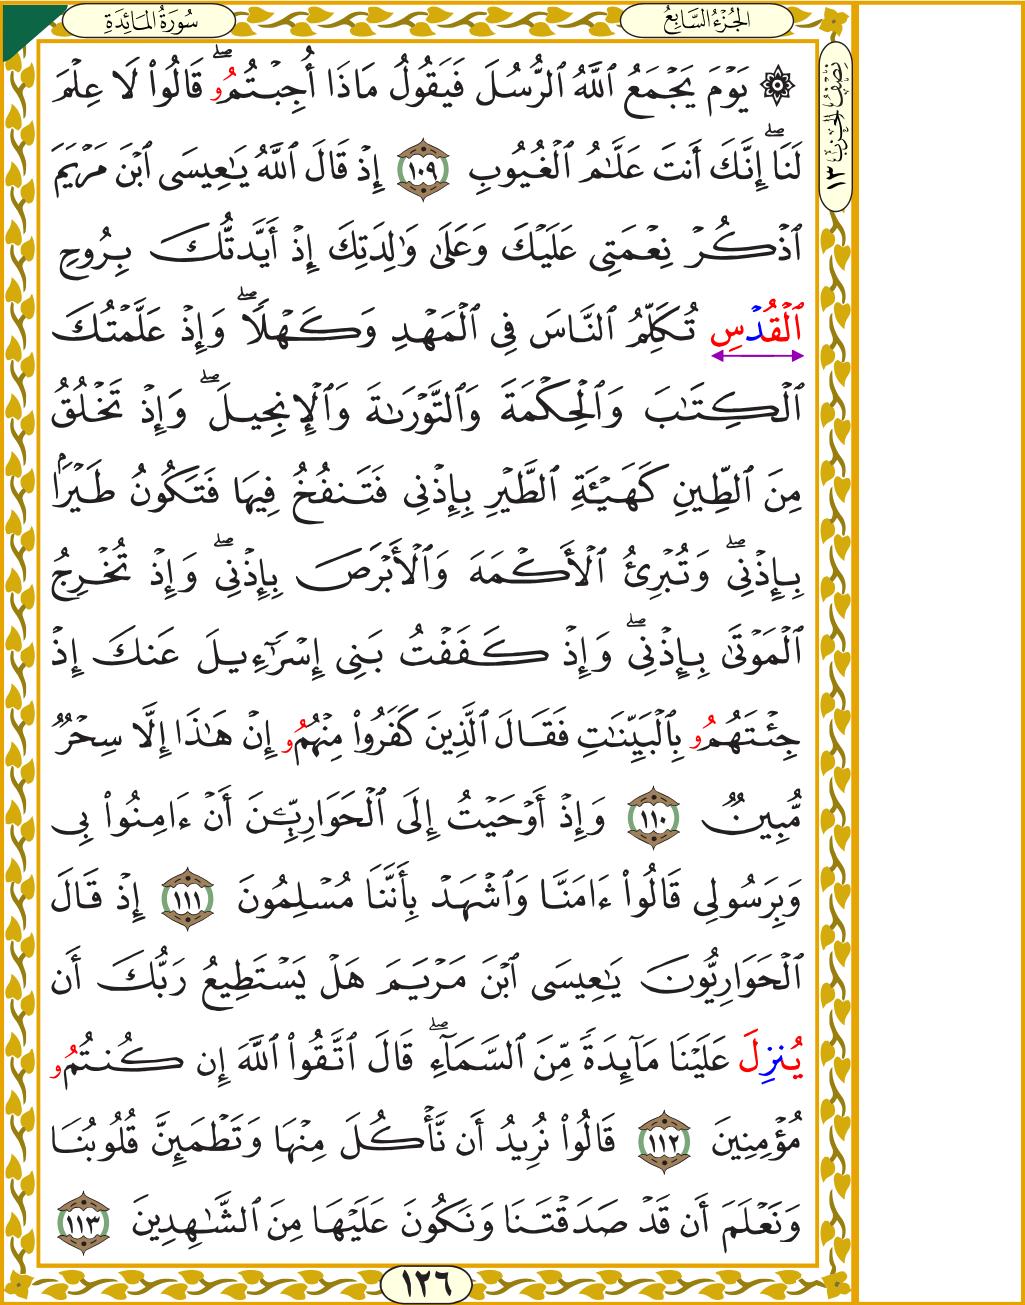 سُورَةُ المَائِدَةِ
الجُزْءُ السَّابِعُ
نِصْفُ الحِزْبِ ١٣
۞ يَوْمَ يَجْمَعُ ٱللَّهُ ٱلرُّسُلَ فَيَقُولُ مَاذَا أُجِبْتُمُو ۖ قَالُوا۟ لَا عِلْمَ
لَنَا ۖ إِنَّكَ أَنتَ عَلَّٰمُ ٱلْغُيُوبِ ١٠٩ إِذْ قَالَ ٱللَّهُ يَٰعِيسَى ٱبْنَ مَرْيَمَ
ٱذْكُرْ نِعْمَتِى عَلَيْكَ وَعَلَىٰ وَٰلِدَتِكَ إِذْ أَيَّدتُّكَ بِرُوحِ
ٱلْقُدْسِ تُكَلِّمُ ٱلنَّاسَ فِى ٱلْمَهْدِ وَكَهْلًا ۖ وَإِذْ عَلَّمْتُكَ
ٱلْكِتَٰبَ وَٱلْحِكْمَةَ وَٱلتَّوْرَىٰةَ وَٱلْإِنجِيلَ ۖ وَإِذْ تَخْلُقُ
مِنَ ٱلطِّينِ كَهَيْـَٔةِ ٱلطَّيْرِ بِإِذْنِى فَتَنفُخُ فِيهَا فَتَكُونُ طَيْرًۢا
بِإِذْنِى ۖ وَتُبْرِئُ ٱلْأَكْمَهَ وَٱلْأَبْرَصَ بِإِذْنِى ۖ وَإِذْ تُخْرِجُ
ٱلْمَوْتَىٰ بِإِذْنِى ۖ وَإِذْ كَفَفْتُ بَنِى إِسْرَٰٓءِيلَ عَنكَ إِذْ
جِئْتَهُمُو بِٱلْبَيِّنَٰتِ فَقَالَ ٱلَّذِينَ كَفَرُوا۟ مِنْهُمُو إِنْ هَٰذَا إِلَّا سِحْرٌ
مُّبِينٌ ١١٠ وَإِذْ أَوْحَيْتُ إِلَى ٱلْحَوَارِيِّـۧنَ أَنْ ءَامِنُوا۟ بِى
وَبِرَسُولِى قَالُوا۟ ءَامَنَّا وَٱشْهَدْ بِأَنَّنَا مُسْلِمُونَ ١١١ إِذْ قَالَ
ٱلْحَوَارِيُّونَ يَٰعِيسَى ٱبْنَ مَرْيَمَ هَلْ يَسْتَطِيعُ رَبُّكَ أَن
يُنزِلَ عَلَيْنَا مَآئِدَةً مِّنَ ٱلسَّمَآءِ ۖ قَالَ ٱتَّقُوا۟ ٱللَّهَ إِن كُنتُمُو
مُؤْمِنِينَ ١١٢ قَالُوا۟ نُرِيدُ أَن نَّأْكُلَ مِنْهَا وَتَطْمَئِنَّ قُلُوبُنَا
وَنَعْلَمَ أَن قَدْ صَدَقْتَنَا وَنَكُونَ عَلَيْهَا مِنَ ٱلشَّٰهِدِينَ ١١٣
١٢٦